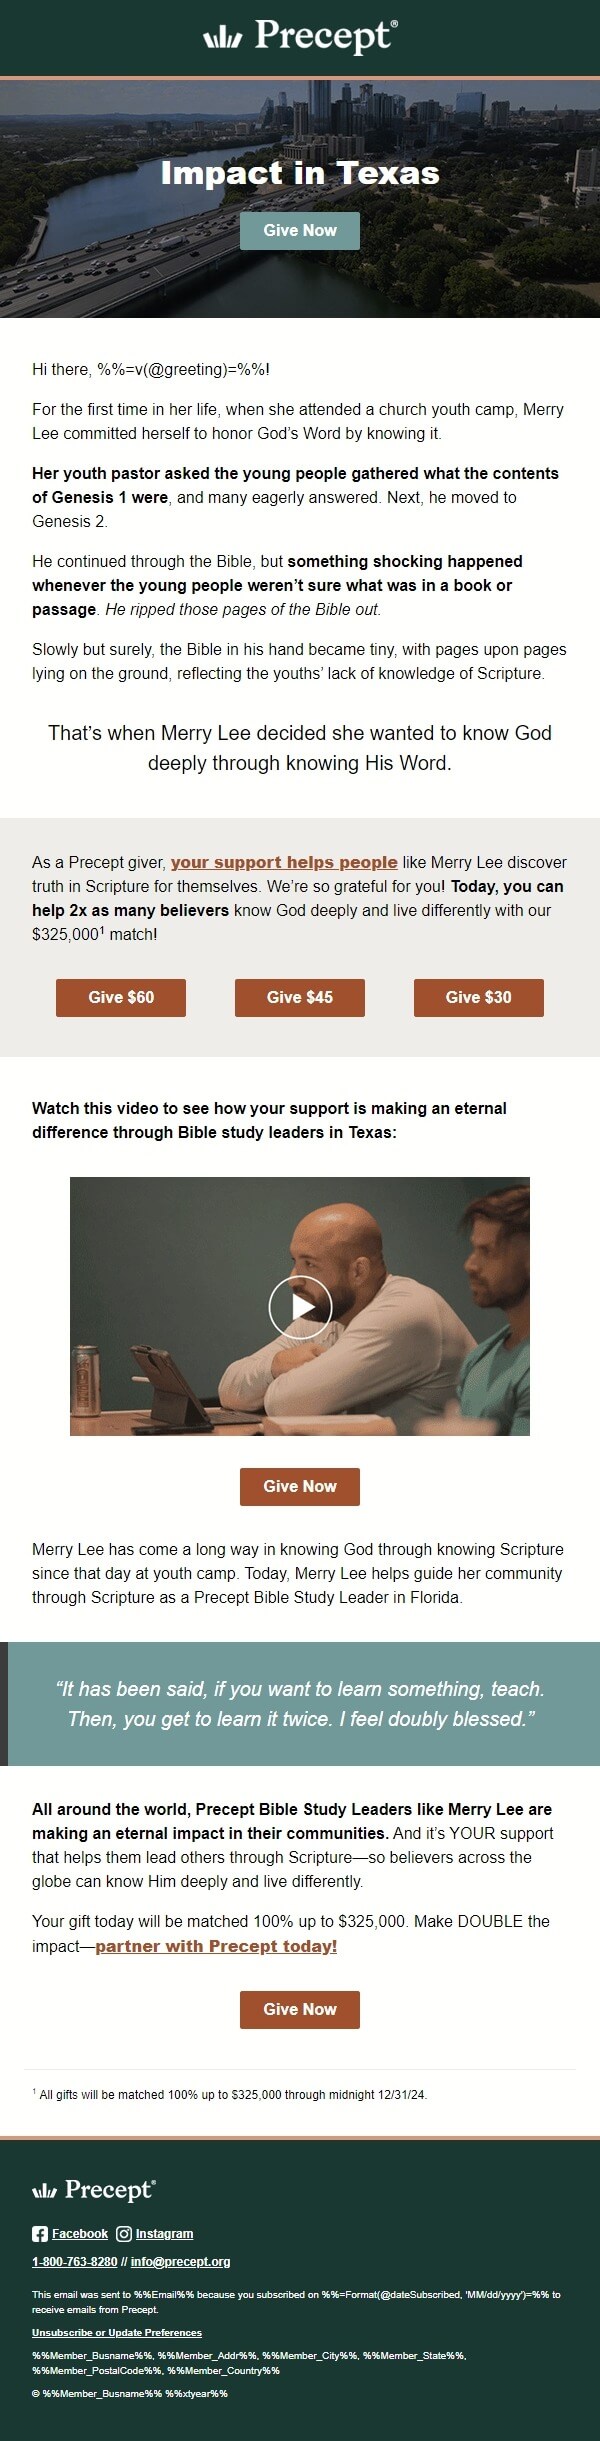 Precept®
Impact in Texas
Give Now
Hi there, %%=v(@greeting)=%%!
For the first time in her life, when she attended a church youth camp, Merry
Lee committed herself to honor God’s Word by knowing it.
Her youth pastor asked the young people gathered what the contents
of Genesis 1 were, and many eagerly answered. Next, he moved to
Genesis 2.
He continued through the Bible, but something shocking happened
whenever the young people weren’t sure what was in a book or
passage. He ripped those pages of the Bible out.
Slowly but surely, the Bible in his hand became tiny, with pages upon pages
lying on the ground, reflecting the youths’ lack of knowledge of Scripture.
That’s when Merry Lee decided she wanted to know God
deeply through knowing His Word.
As a Precept giver, your support helps people like Merry Lee discover
truth in Scripture for themselves. We’re so grateful for you! Today, you can
help 2x as many believers know God deeply and live differently with our
$325,000¹ match!
Give $60 Give $45 Give $30
Watch this video to see how your support is making an eternal
difference through Bible study leaders in Texas:
Give Now
Merry Lee has come a long way in knowing God through knowing Scripture
since that day at youth camp. Today, Merry Lee helps guide her community
through Scripture as a Precept Bible Study Leader in Florida.
“It has been said, if you want to learn something, teach.
Then, you get to learn it twice. I feel doubly blessed.”
All around the world, Precept Bible Study Leaders like Merry Lee are
making an eternal impact in their communities. And it’s YOUR support
that helps them lead others through Scripture—so believers across the
globe can know Him deeply and live differently.
Your gift today will be matched 100% up to $325,000. Make DOUBLE the
impact—partner with Precept today!
Give Now
¹ All gifts will be matched 100% up to $325,000 through midnight 12/31/24.
Precept®
Facebook Instagram
1-800-763-8280 // info@precept.org
This email was sent to %%Email%% because you subscribed on %%=Format(@dateSubscribed, 'MM/dd/yyyy')=%% to
receive emails from Precept.
Unsubscribe or Update Preferences
%%Member_Busname%%, %%Member_Addr%%, %%Member_City%%, %%Member_State%%,
%%Member_PostalCode%%, %%Member_Country%%
© %%Member_Busname%% %%xtyear%%